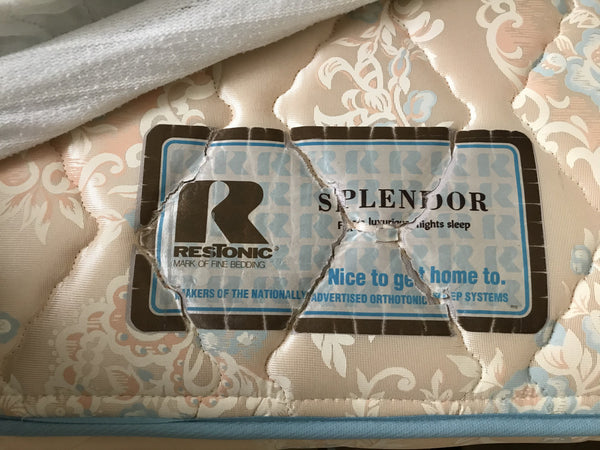 R
SPLENDOR
luxurious nights sleep
RESTONIC®
MARK OF FINE BEDDING
Nice to get home to.
MAKERS OF THE NATIONALLY ADVERTISED ORTHOTONIC SLEEP SYSTEMS